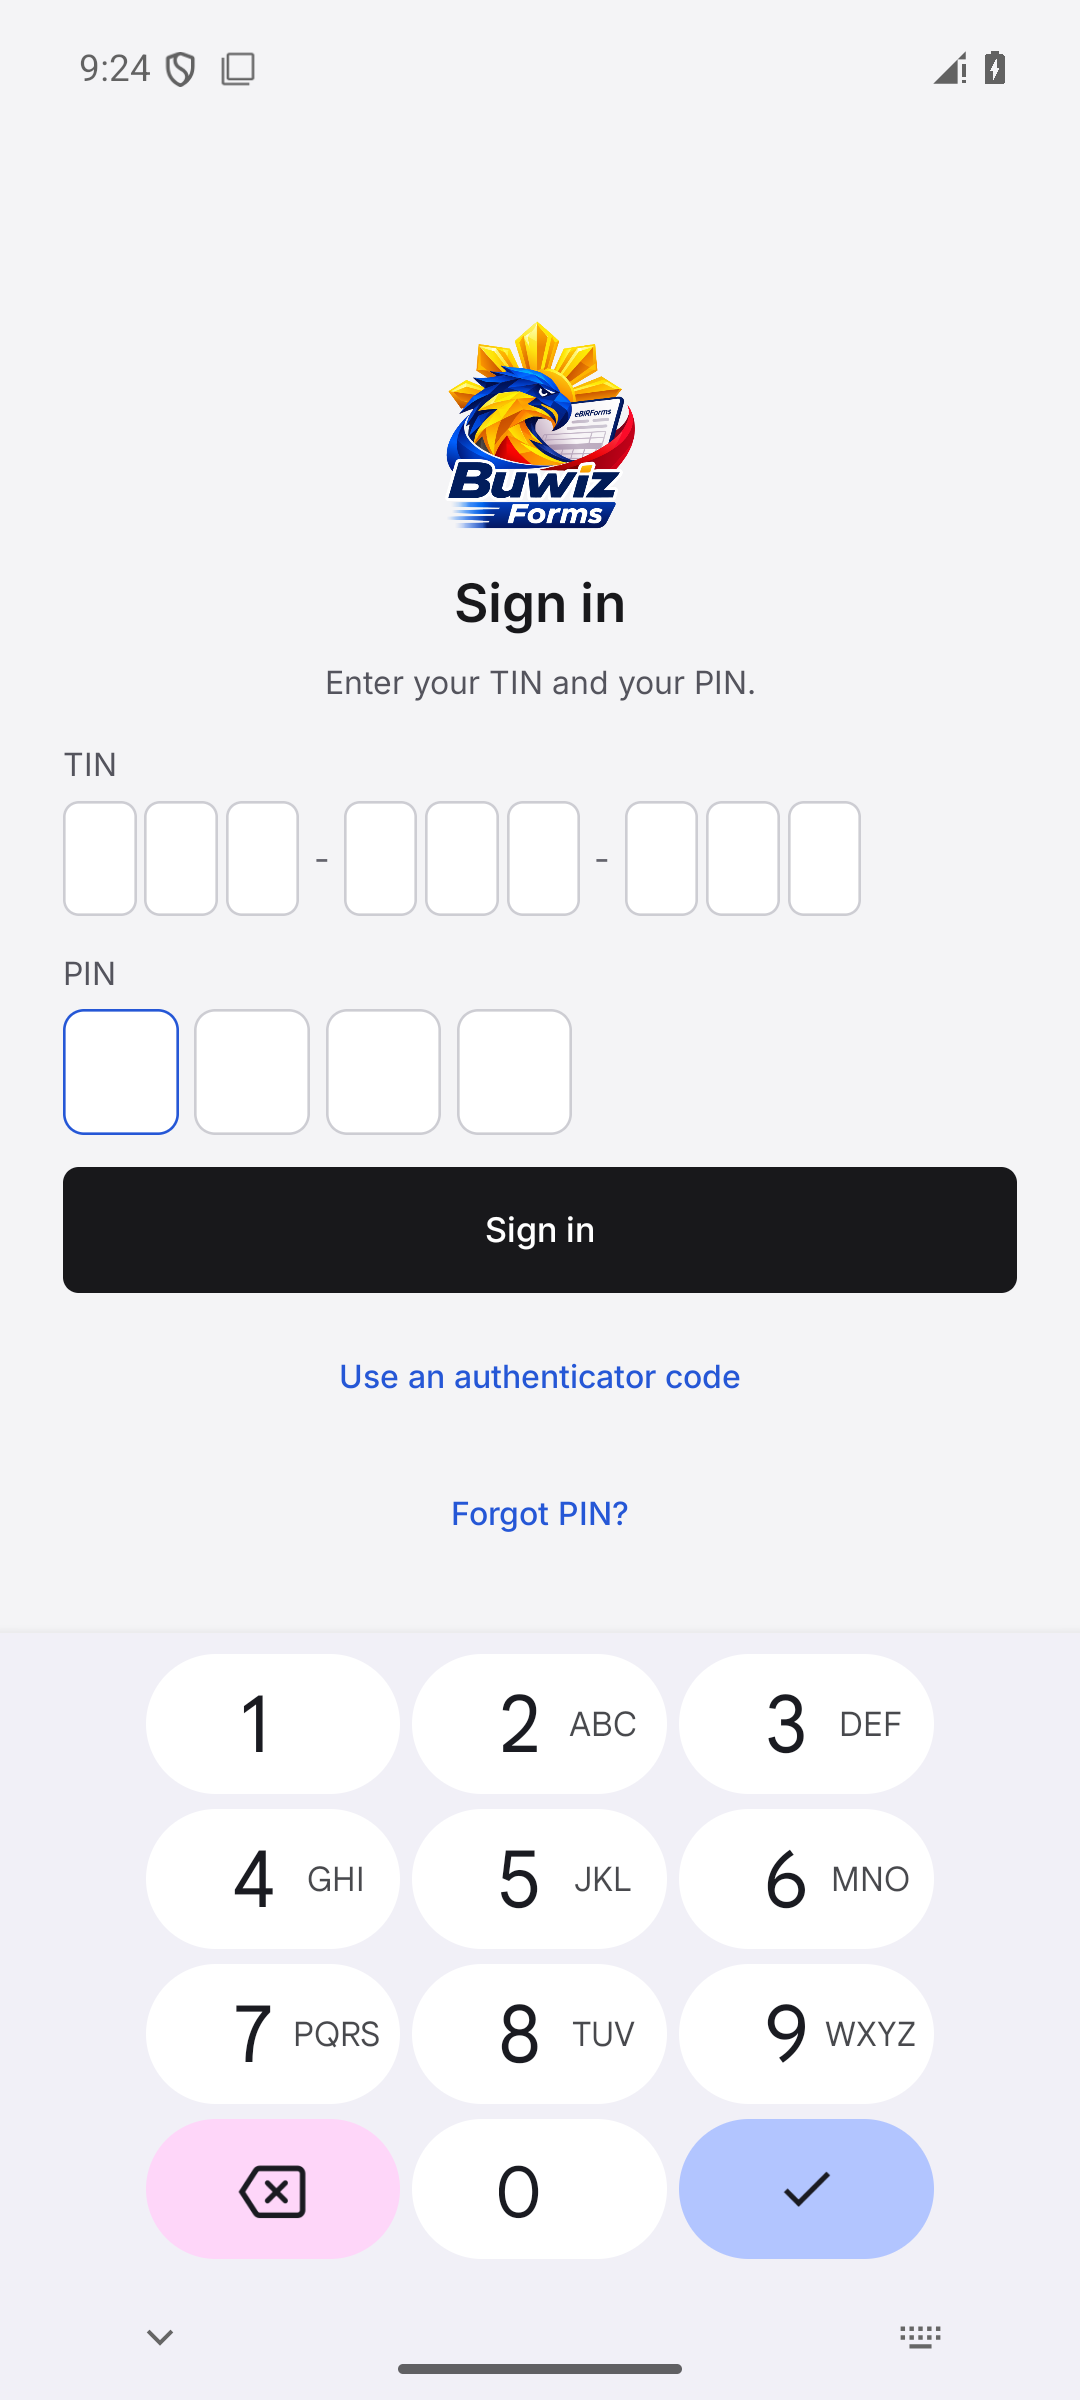 9:24
eBIRForms
Buwiz
Forms
Sign in
Enter your TIN and your PIN.
TIN
- -
PIN
Sign in
Use an authenticator code
Forgot PIN?
1 2 ABC 3 DEF
4 GHI 5 JKL 6 MNO
7 PQRS 8 TUV 9 WXYZ
0